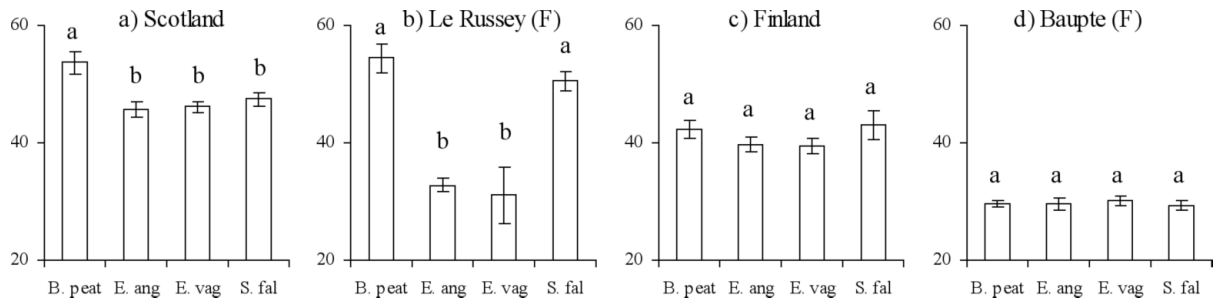 a) Scotland
60
40
20
a
b
b
b
B. peat E. ang E. vag S. fal
b) Le Russey (F)
60
40
20
a
b
b
a
B. peat E. ang E. vag S. fal
c) Finland
60
40
20
a
a
a
a
B. peat E. ang E. vag S. fal
d) Baupte (F)
60
40
20
a
a
a
a
B. peat E. ang E. vag S. fal